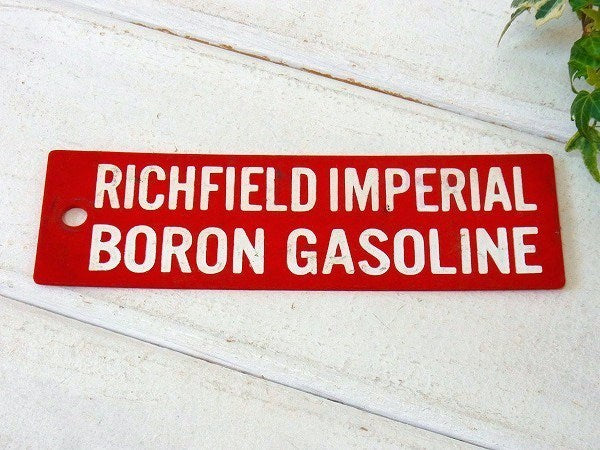 RICHFIELD IMPERIAL
BORON GASOLINE